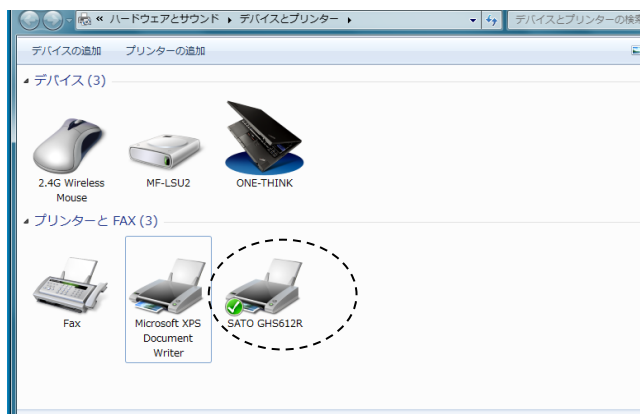 « ハードウェアとサウンド ▸ デバイスとプリンター ▸
デバイスとプリンターの検索
デバイスの追加 プリンターの追加
デバイス (3)
2.4G Wireless
Mouse
MF-LSU2
ONE-THINK
プリンターと FAX (3)
Fax
Microsoft XPS
Document
Writer
SATO GHS612R